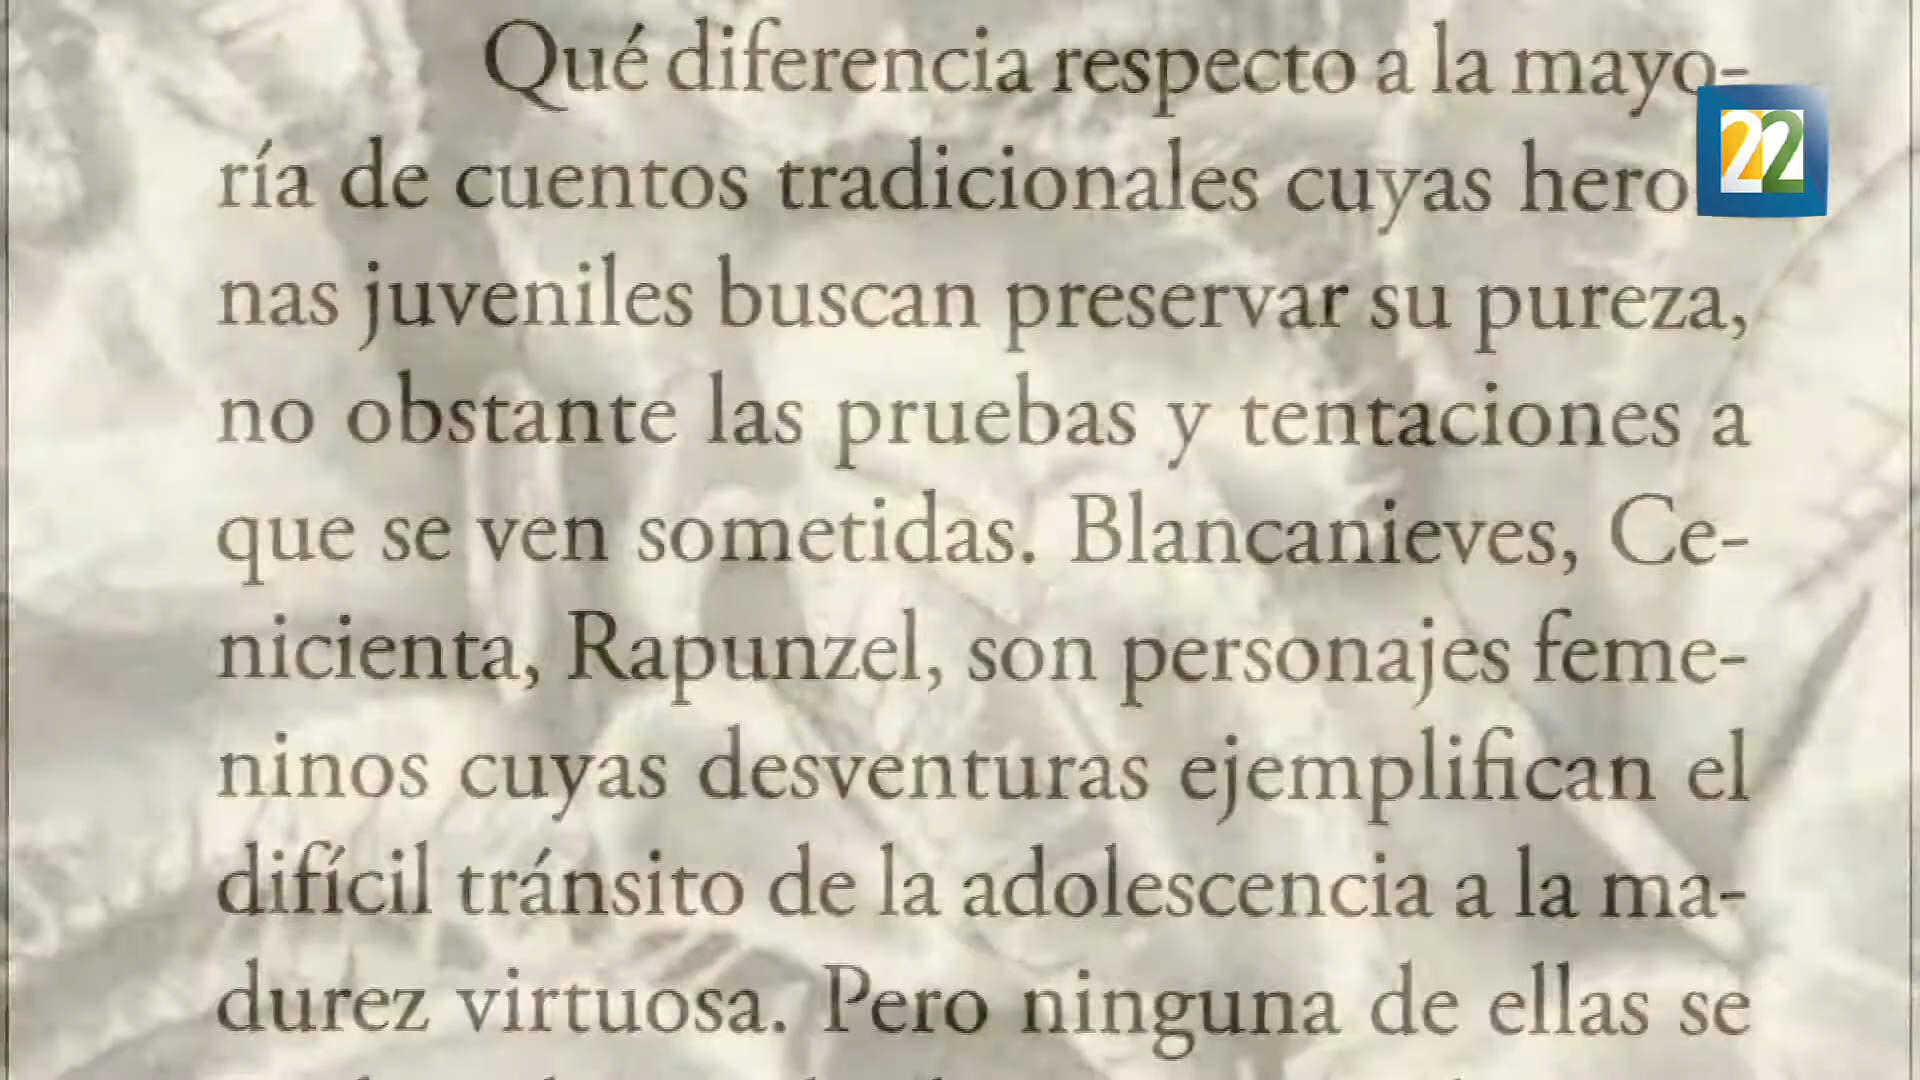 Qué diferencia respecto a la mayo-
ría de cuentos tradicionales cuyas hero
nas juveniles buscan preservar su pureza,
no obstante las pruebas y tentaciones a
que se ven sometidas. Blancanieves, Ce-
nicienta, Rapunzel, son personajes feme-
ninos cuyas desventuras ejemplifican el
difícil tránsito de la adolescencia a la ma-
durez virtuosa. Pero ninguna de ellas se
22